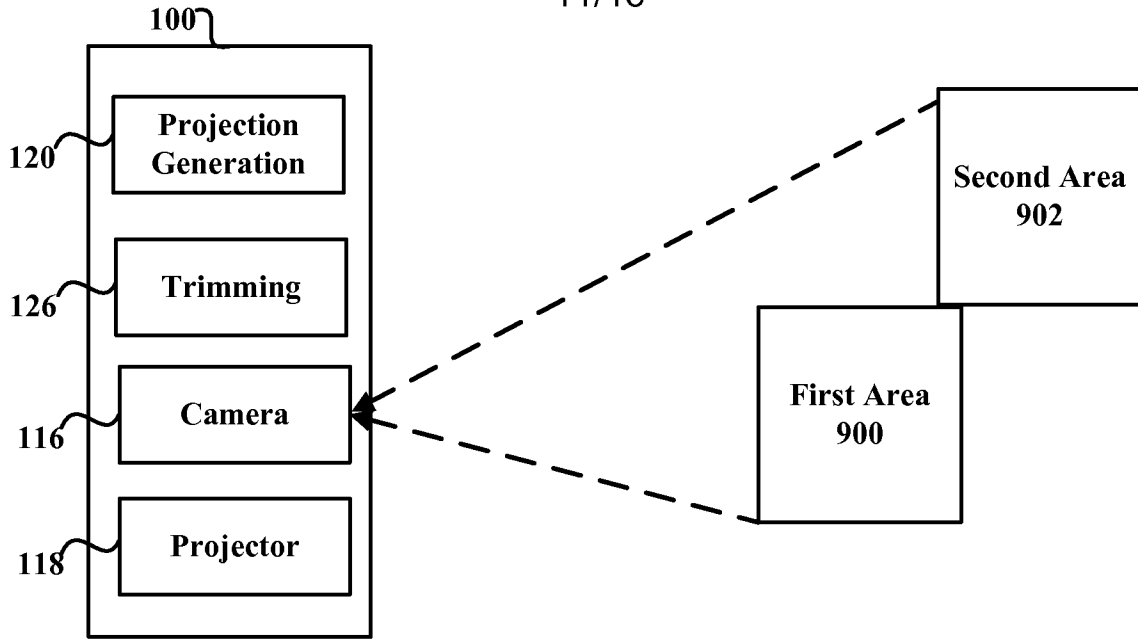 100
Projection
Generation
120
Trimming
126
Camera
116
Projector
118
Second Area
902
First Area
900